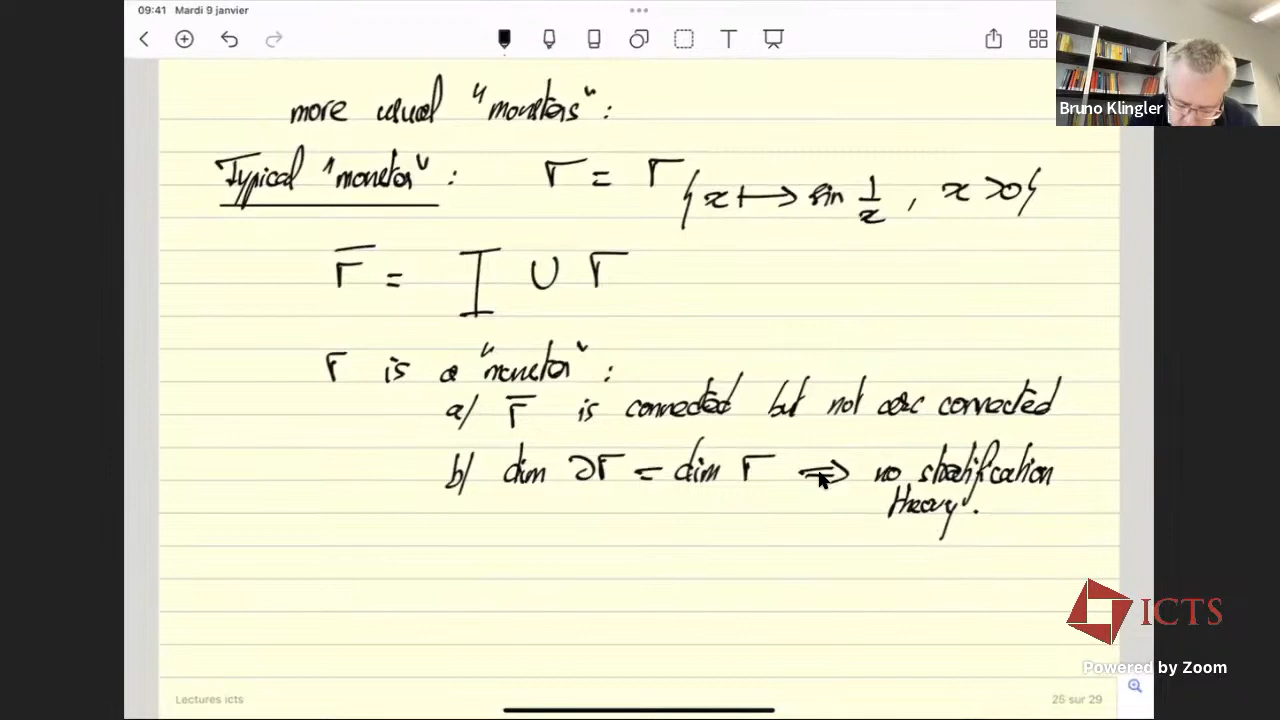 09:41 Mardi 9 janvier
Bruno Klingler
more usual "monsters":
Typical "monster": Γ = Γ{x ↦ sin 1/x, x > 0}
Γ̅ = I ∪ Γ
Γ is a "monster":
a/ Γ̅ is connected but not arc connected
b/ dim ∂Γ = dim Γ ⇒ no stratification
theory.
ICTS
Powered by Zoom
Lectures icts
25 sur 29